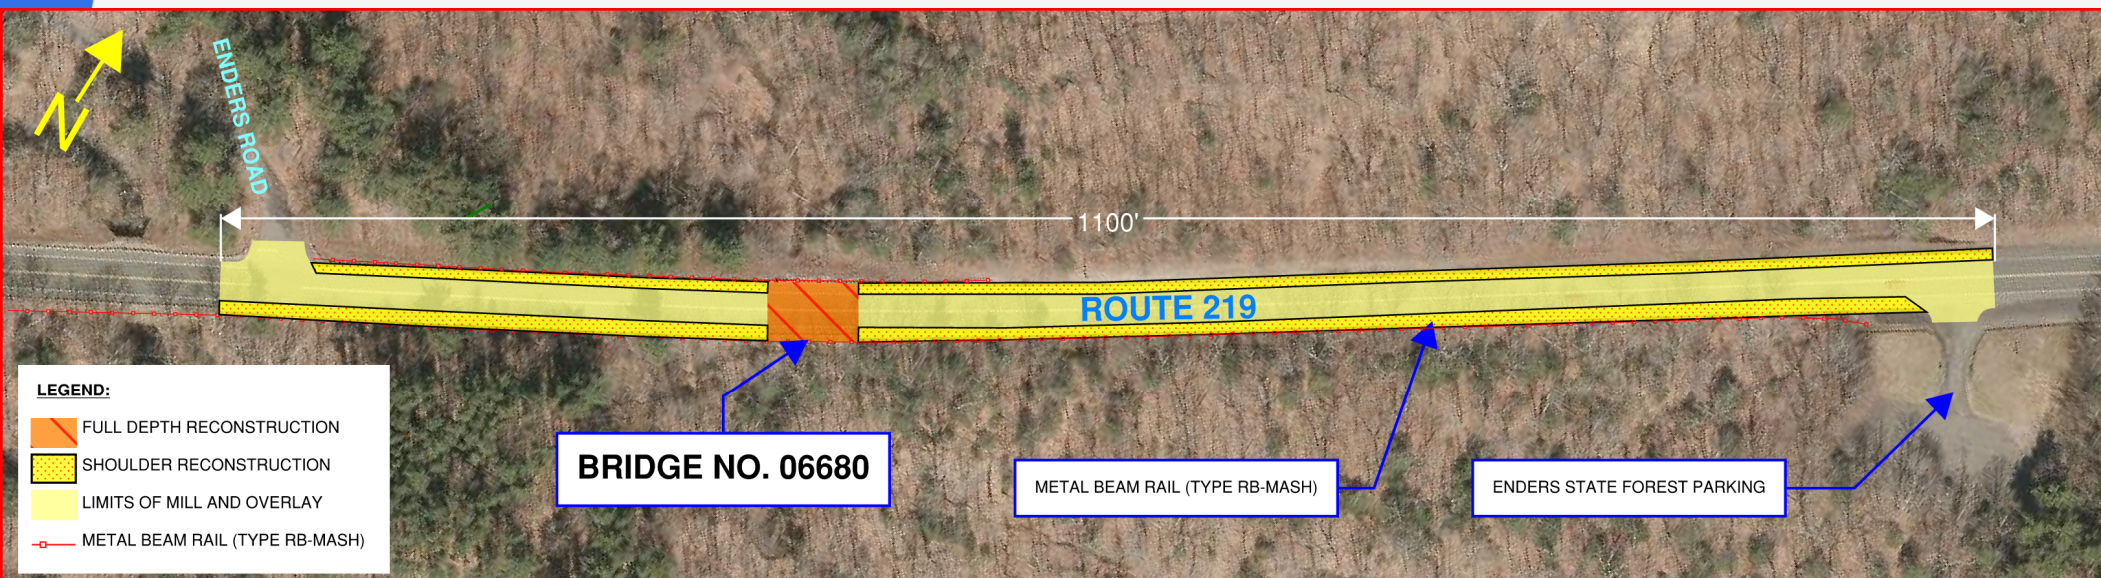 N
ENDERS ROAD
1100'
ROUTE 219
LEGEND:
FULL DEPTH RECONSTRUCTION
SHOULDER RECONSTRUCTION
LIMITS OF MILL AND OVERLAY
METAL BEAM RAIL (TYPE RB-MASH)
BRIDGE NO. 06680
METAL BEAM RAIL (TYPE RB-MASH)
ENDERS STATE FOREST PARKING